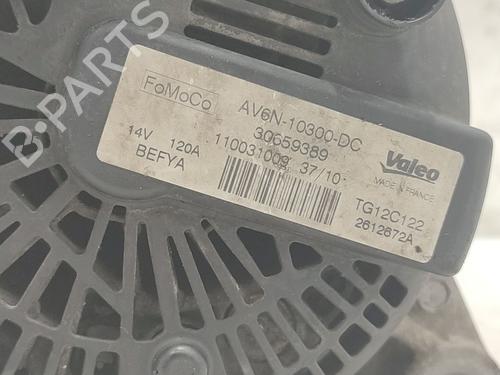 B-PARTS
FoMoCo
AV6N-10300-DC
30659389
14V 120A
110031009 37/10
BEFYA
Valeo
MADE IN FRANCE
TG12C122
2612672A